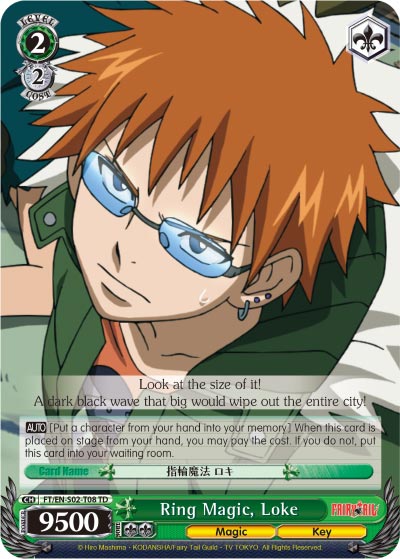 LEVEL
2
2
COST
Look at the size of it!
A dark black wave that big would wipe out the entire city!
AUTO [Put a character from your hand into your memory] When this card is
placed on stage from your hand, you may pay the cost. If you do not, put
this card into your waiting room.
Card Name 指輪魔法 ロキ
CH FT/EN-S02-T08 TD
POWER 9500 Ring Magic, Loke FAIRY TAIL
Magic Key
© Hiro Mashima・KODANSHA/Fairy Tail Guild・TV TOKYO. All Rights Reserved.